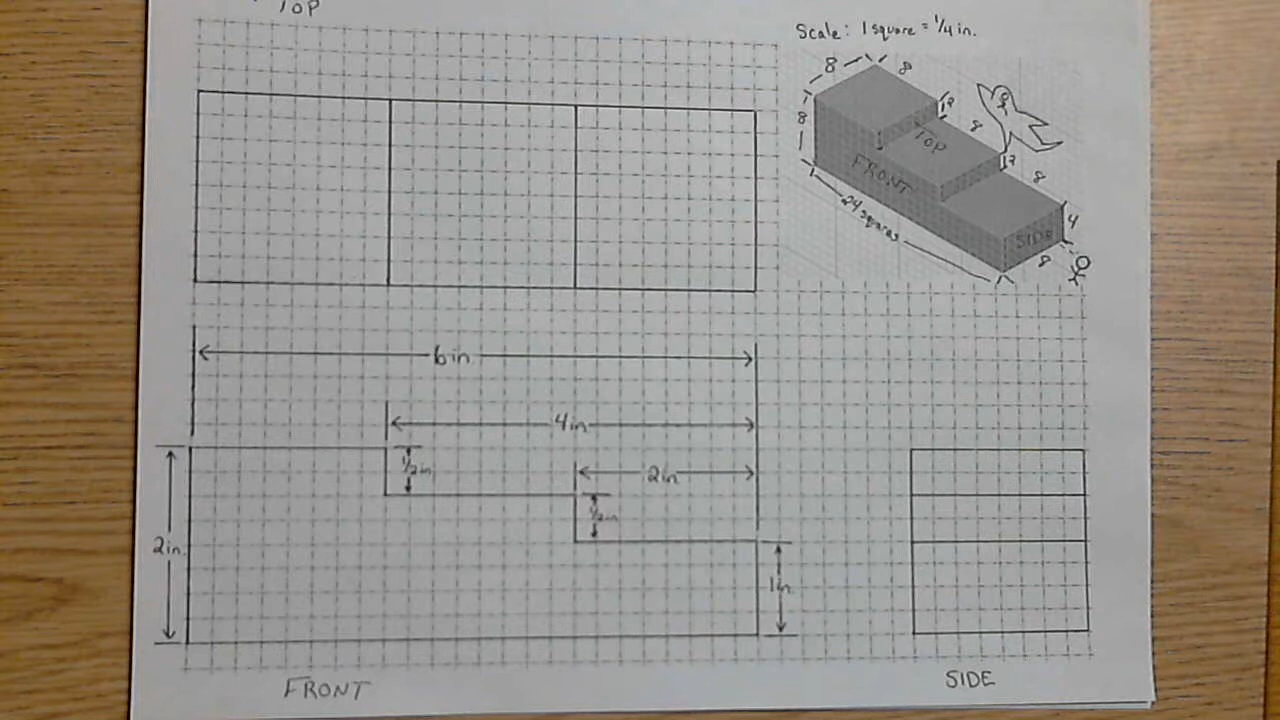 TOP
Scale: 1 square = 1/4 in.
8
8
8
2
TOP
8
2
8
FRONT
24 squares
SIDE
4
8
6 in
4 in
1/2 in
2 in
1/2 in
2 in.
1 in
FRONT
SIDE